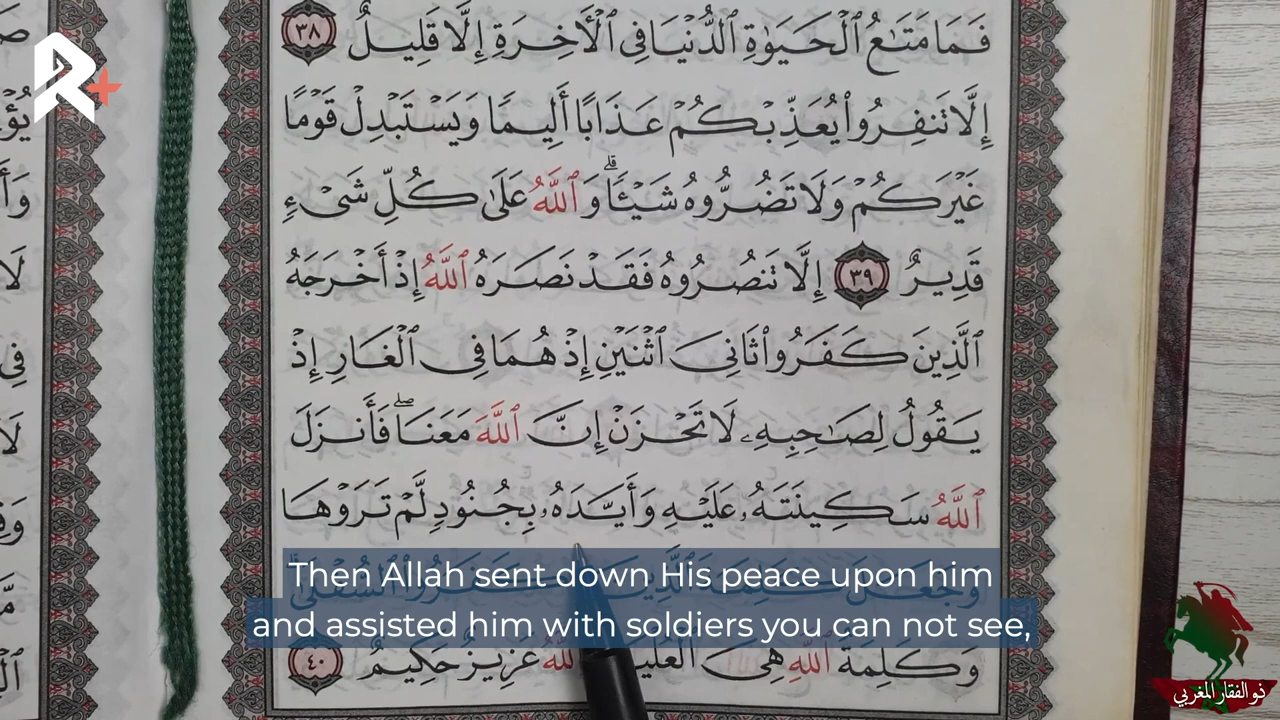 فَمَا مَتَٰعُ ٱلْحَيَوٰةِ ٱلدُّنْيَا فِى ٱلْأَخِرَةِ إِلَّا قَلِيلٌ ٣٨
إِلَّا تَنفِرُوا۟ يُعَذِّبْكُمْ عَذَابًا أَلِيمًا وَيَسْتَبْدِلْ قَوْمًا
غَيْرَكُمْ وَلَا تَضُرُّوهُ شَيْـًٔا ۗ وَٱللَّهُ عَلَىٰ كُلِّ شَىْءٍ
قَدِيرٌ ٣٩ إِلَّا تَنصُرُوهُ فَقَدْ نَصَرَهُ ٱللَّهُ إِذْ أَخْرَجَهُ
ٱلَّذِينَ كَفَرُوا۟ ثَانِىَ ٱثْنَيْنِ إِذْ هُمَا فِى ٱلْغَارِ إِذْ
يَقُولُ لِصَٰحِبِهِۦ لَا تَحْزَنْ إِنَّ ٱللَّهَ مَعَنَا ۖ فَأَنزَلَ
ٱللَّهُ سَكِينَتَهُۥ عَلَيْهِ وَأَيَّدَهُۥ بِجُنُودٍ لَّمْ تَرَوْهَا
Then Allah sent down His peace upon him
and assisted him with soldiers you can not see,
وَكَلِمَةُ ٱللَّهِ هِىَ عَزِيزٌ حَكِيمٌ ٤٠
R+
ذو الفقار المغربي